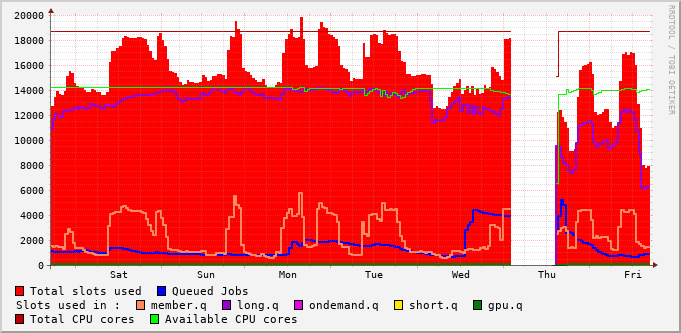 20000
18000
16000
14000
12000
10000
8000
6000
4000
2000
0
Sat Sun Mon Tue Wed Thu Fri
Total slots used Queued Jobs
Slots used in : member.q long.q ondemand.q short.q gpu.q
Total CPU cores Available CPU cores
RRDTOOL / TOBI OETIKER